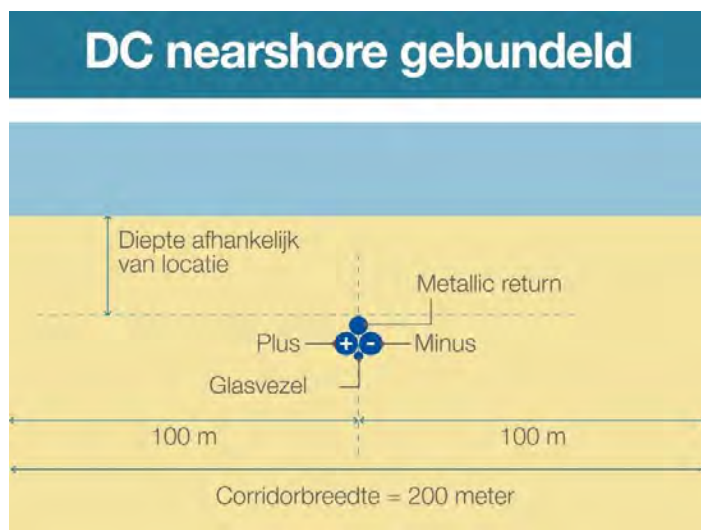 DC nearshore gebundeld
Diepte afhankelijk
van locatie
Metallic return
Plus
+
-
Minus
Glasvezel
100 m
100 m
Corridorbreedte = 200 meter